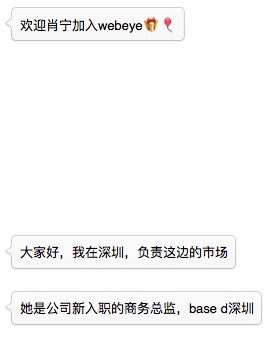 欢迎肖宁加入webeye🎁🎈
大家好，我在深圳，负责这边的市场
她是公司新入职的商务总监，base d深圳